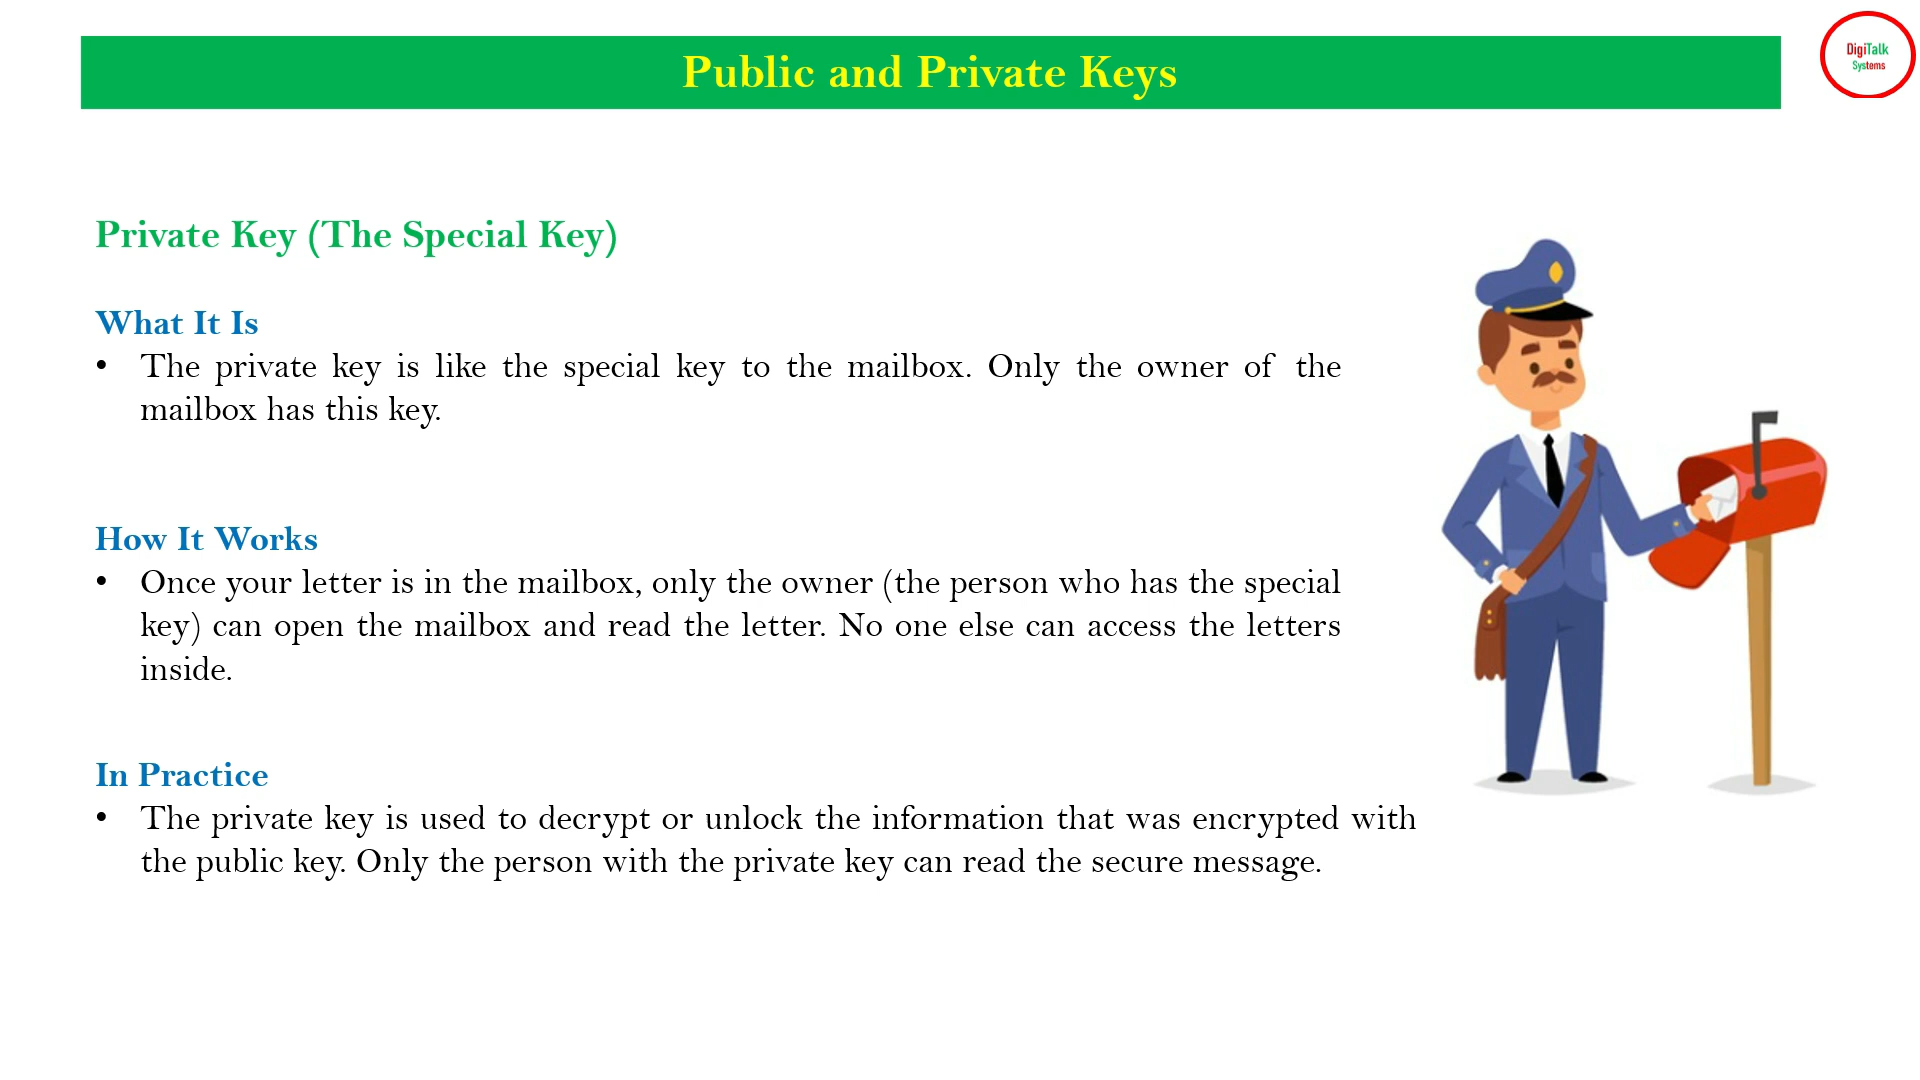 Public and Private Keys
DigiTalk
Systems
Private Key (The Special Key)
What It Is
• The private key is like the special key to the mailbox. Only the owner of the
mailbox has this key.
How It Works
• Once your letter is in the mailbox, only the owner (the person who has the special
key) can open the mailbox and read the letter. No one else can access the letters
inside.
In Practice
• The private key is used to decrypt or unlock the information that was encrypted with
the public key. Only the person with the private key can read the secure message.